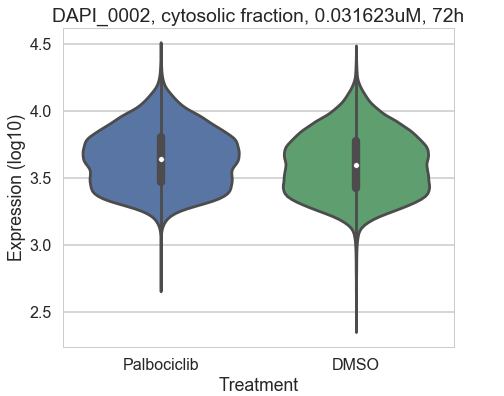 DAPI_0002, cytosolic fraction, 0.031623uM, 72h
4.5
4.0
3.5
3.0
2.5
Expression (log10)
Palbociclib DMSO
Treatment